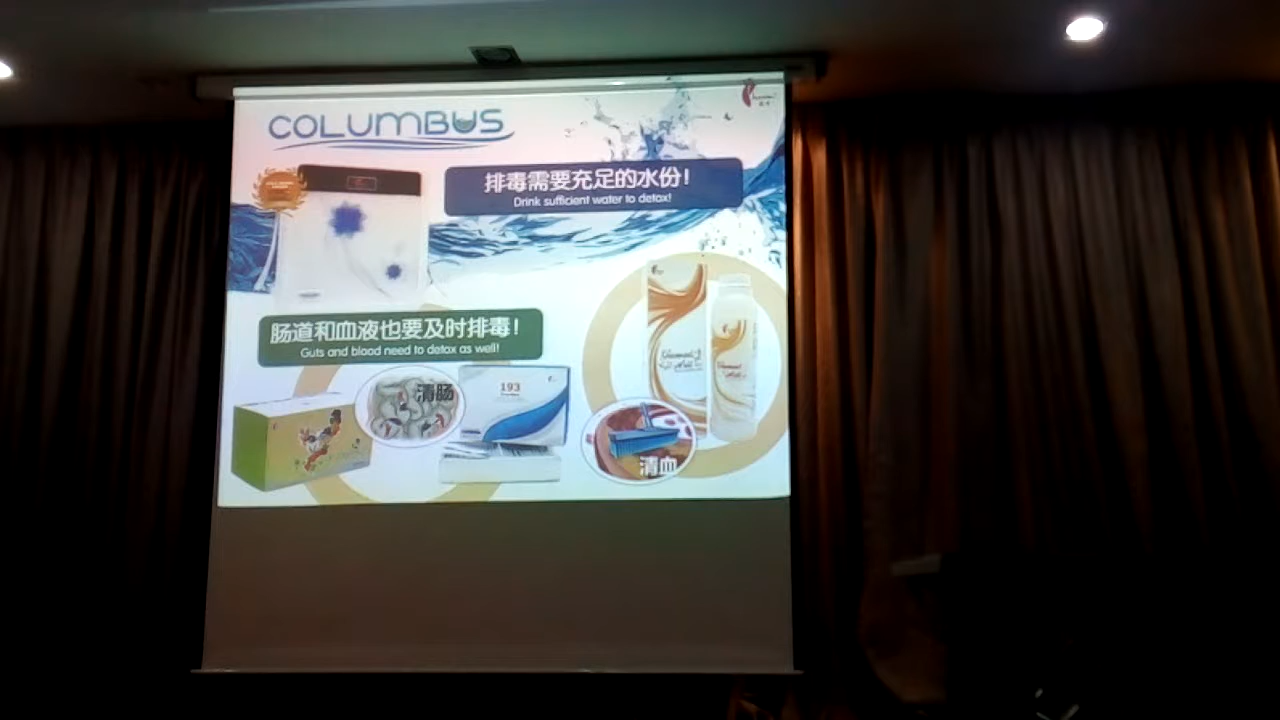 COLUMBUS
排毒需要充足的水份!
Drink sufficient water to detox!
肠道和血液也要及时排毒!
Guts and blood need to detox as well!
清肠
193
清血